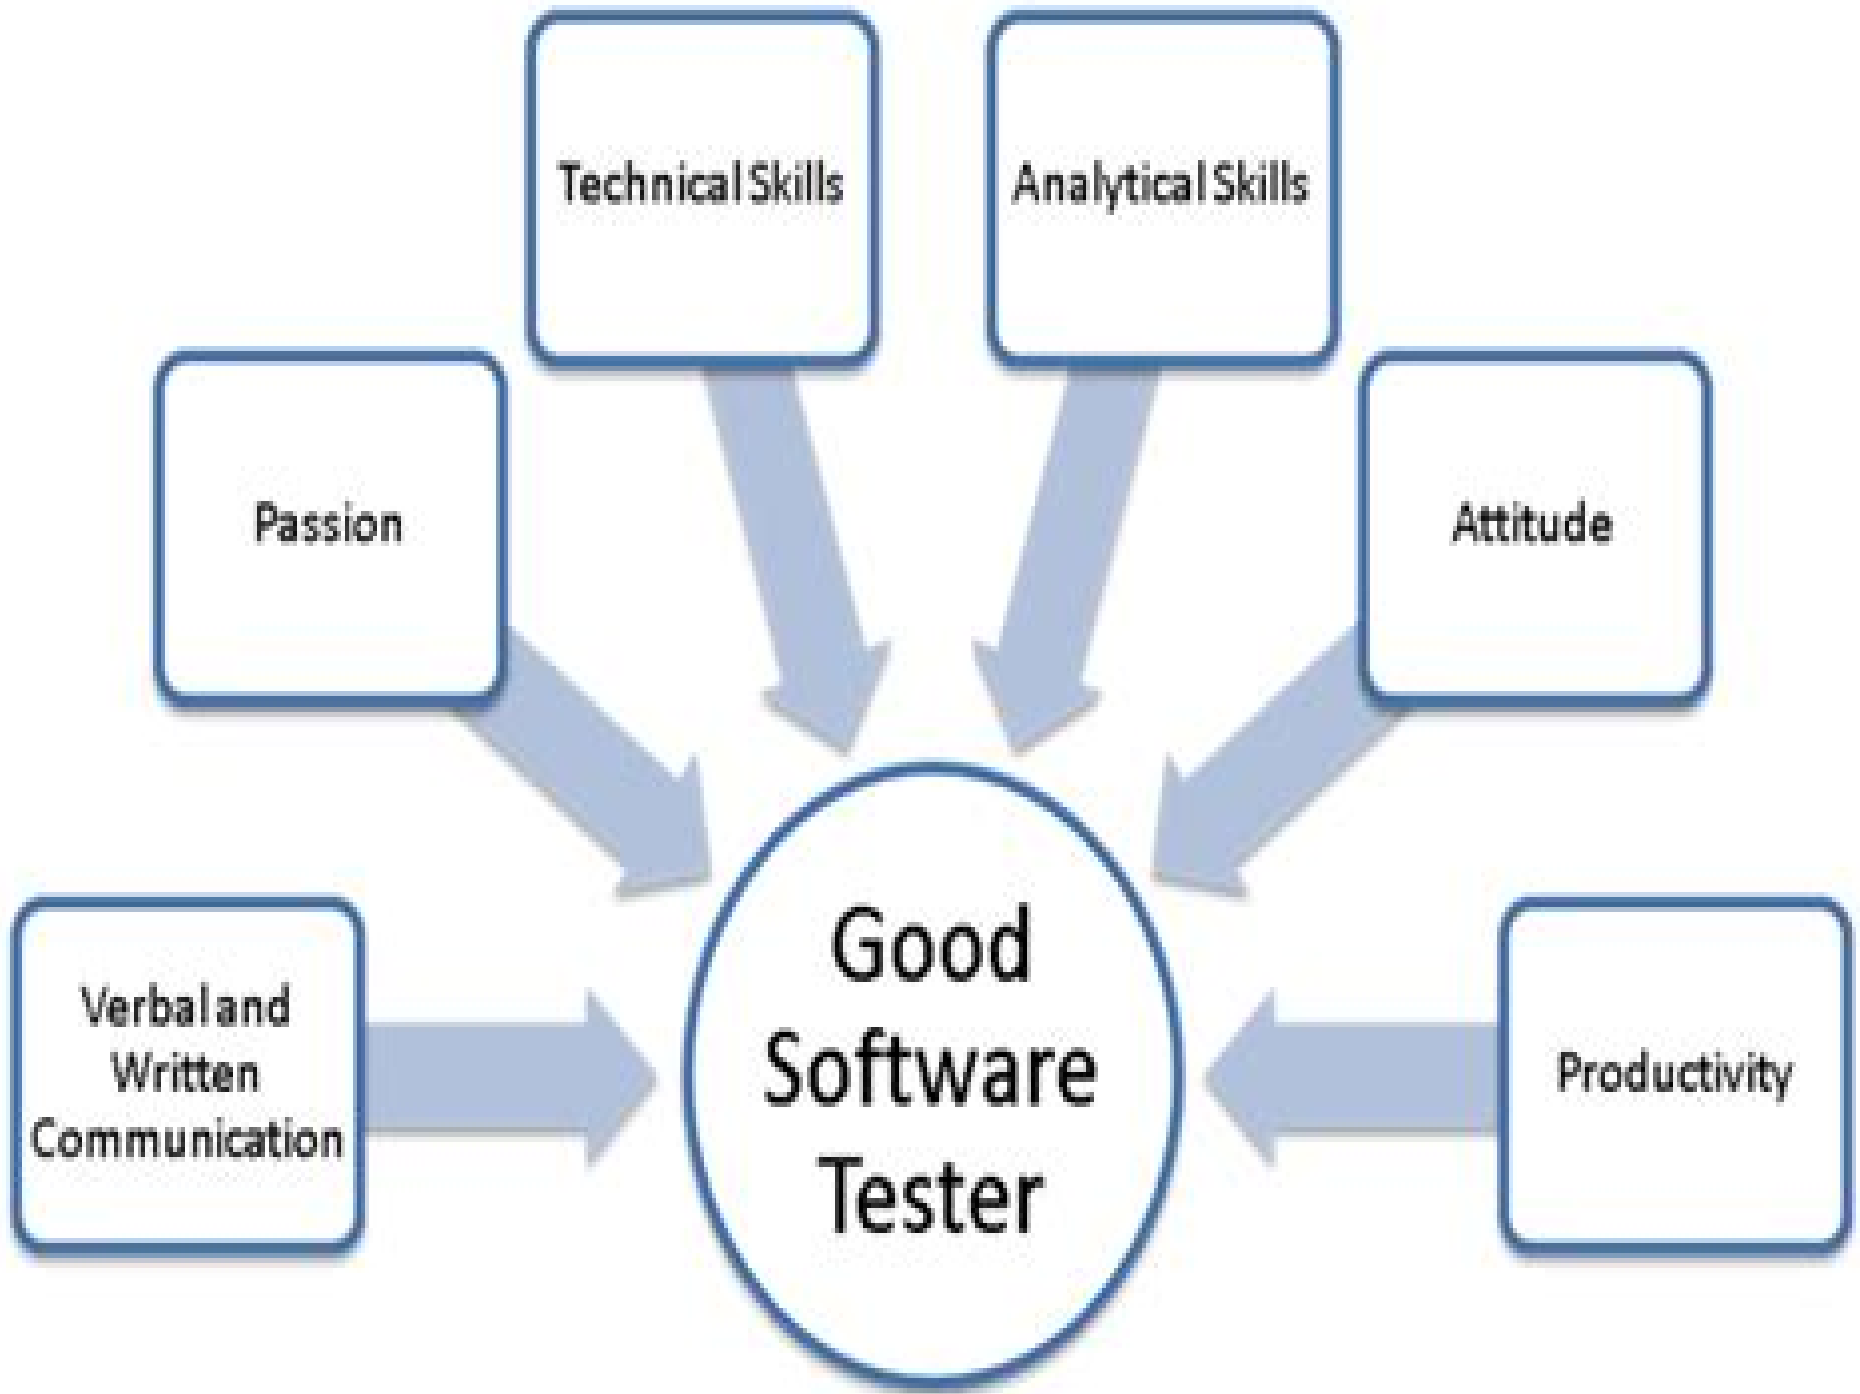 Technical Skills
Analytical Skills
Passion
Attitude
Verbal and
Written
Communication
Good
Software
Tester
Productivity